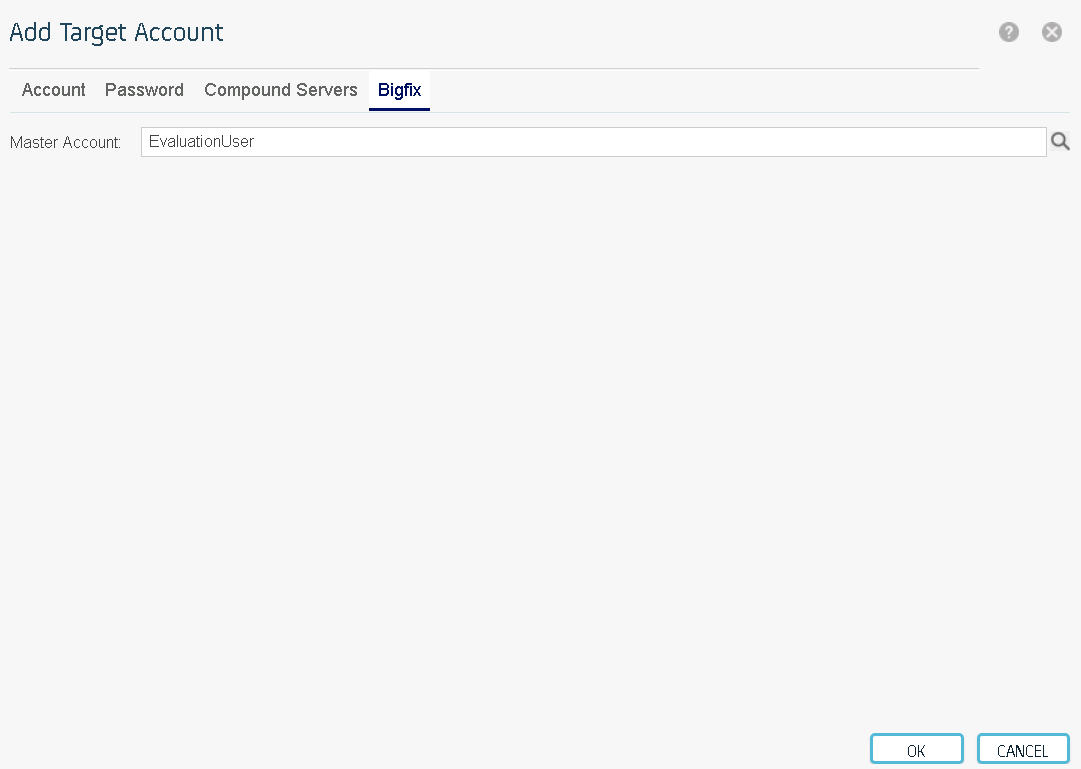 Add Target Account
Account Password Compound Servers Bigfix
Master Account: EvaluationUser
OK CANCEL